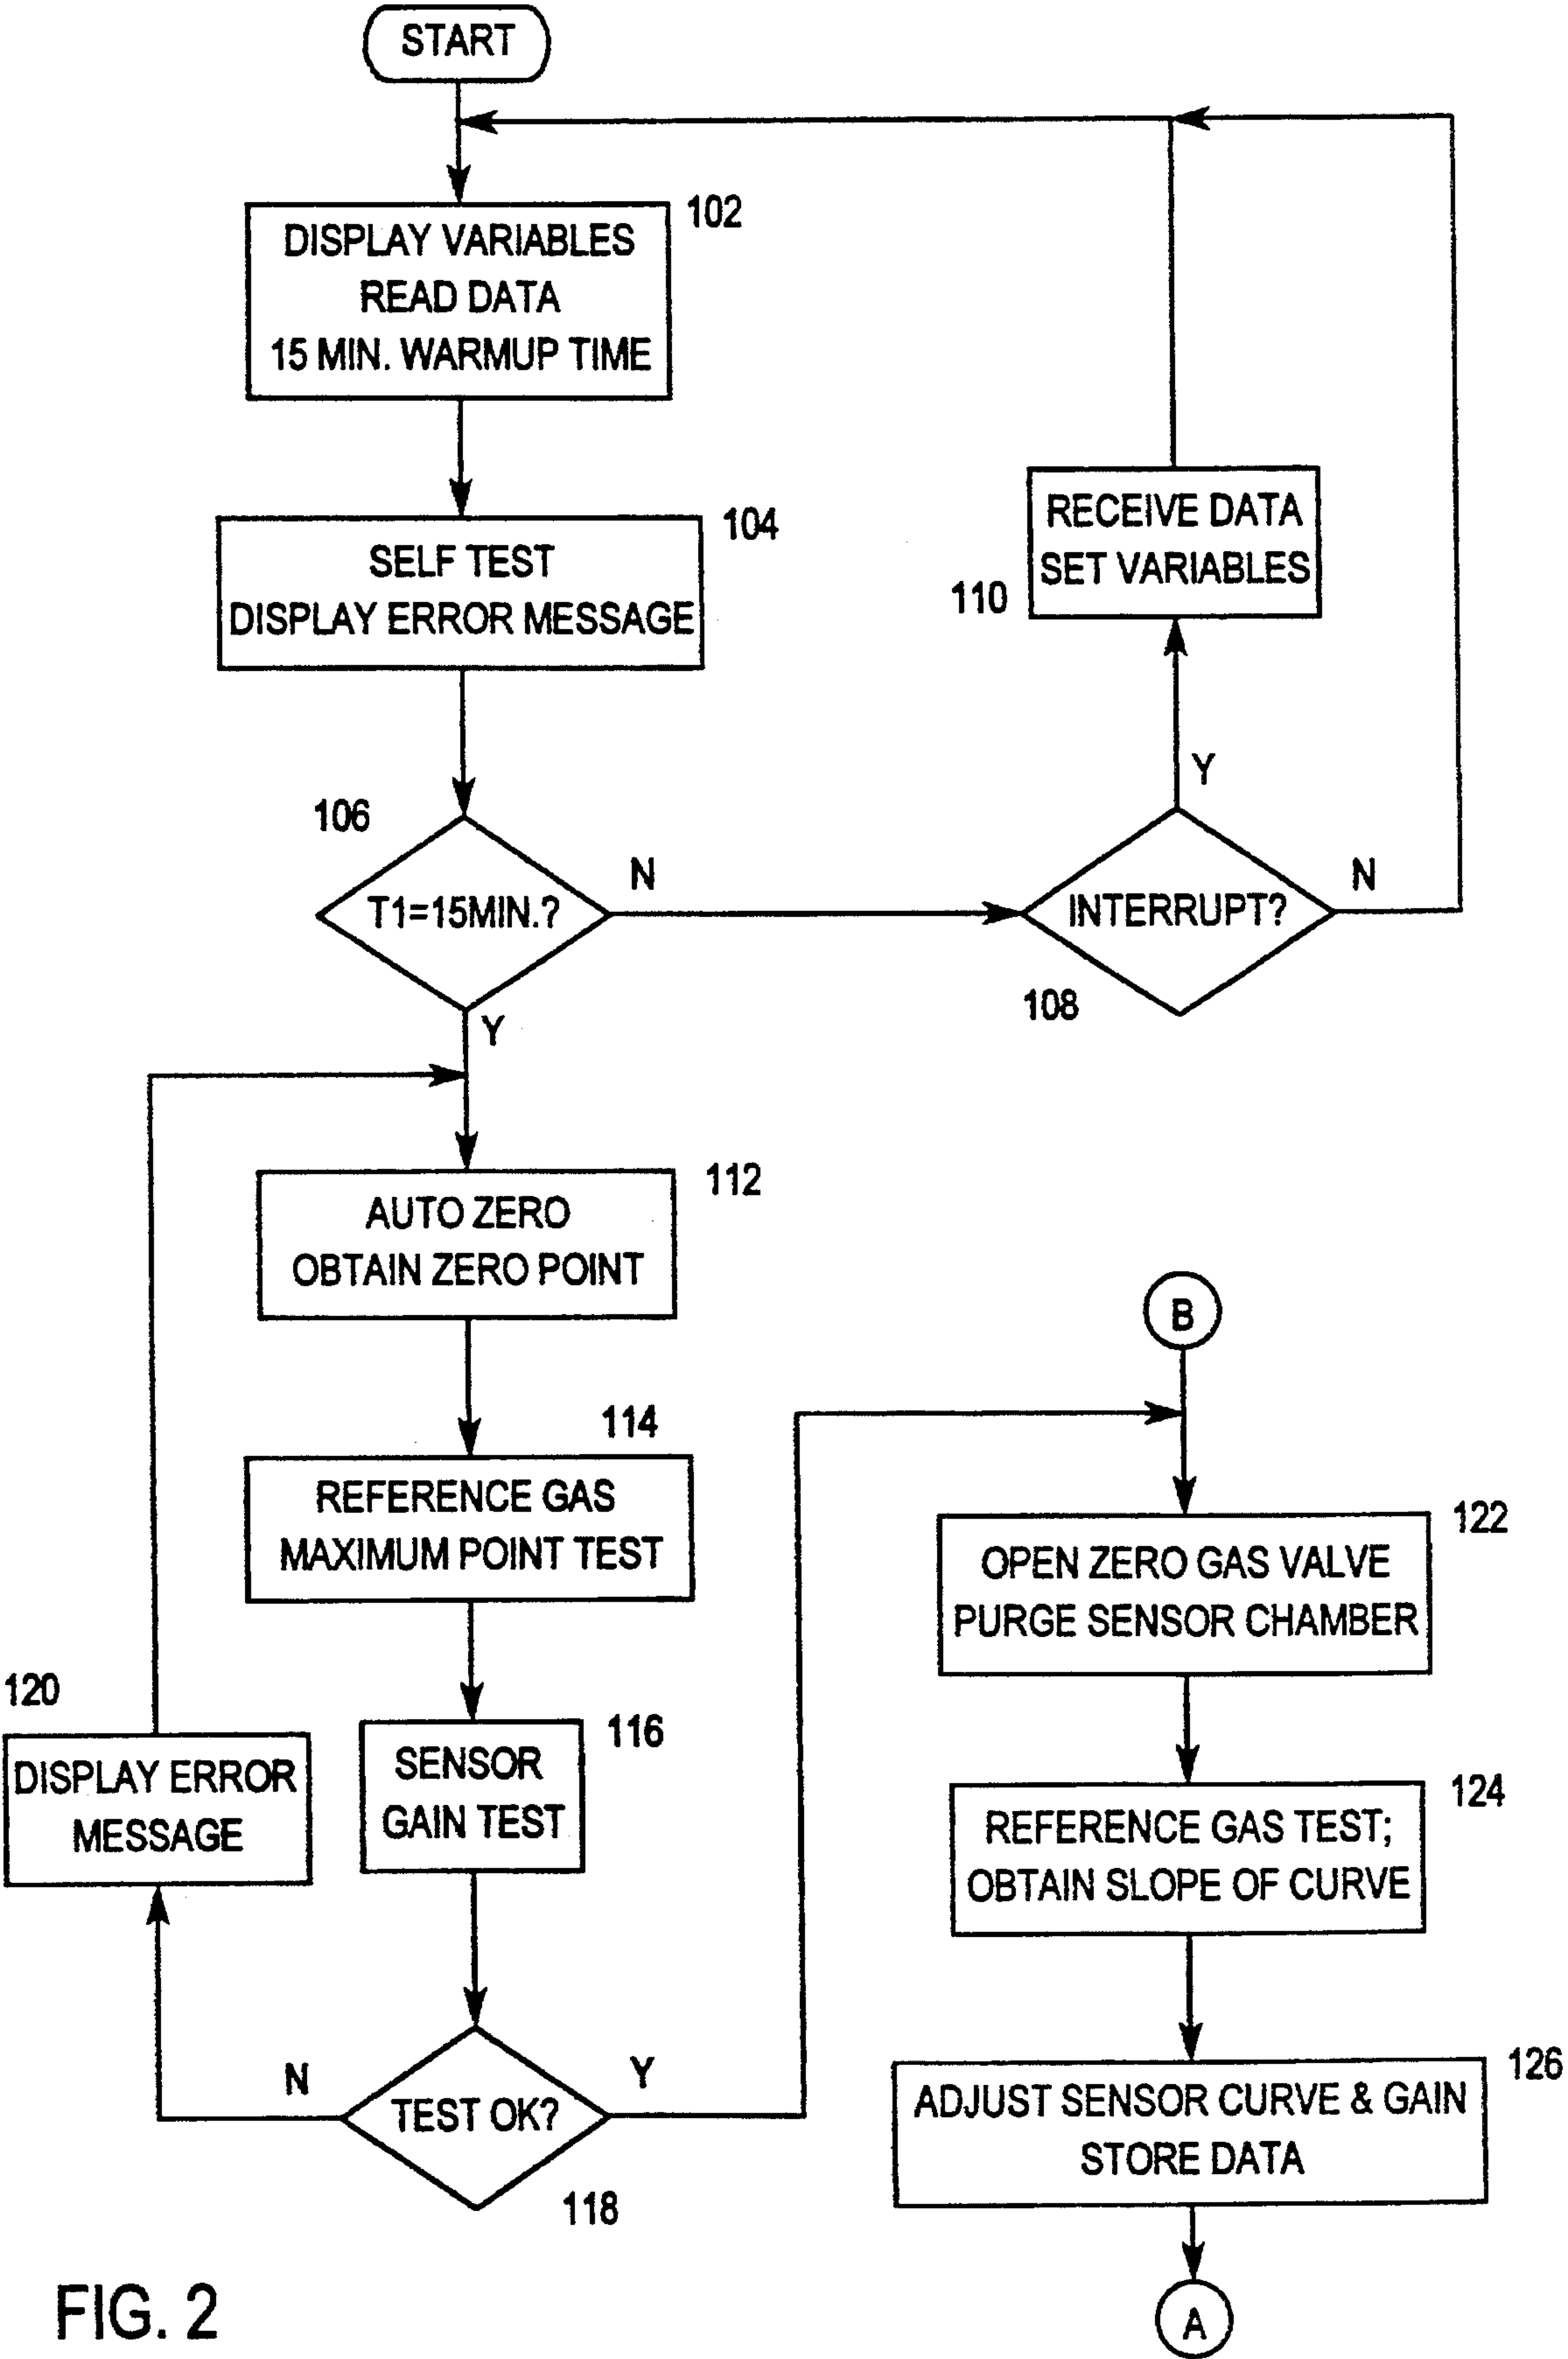 START
102
DISPLAY VARIABLES
READ DATA
15 MIN. WARMUP TIME
104
SELF TEST
DISPLAY ERROR MESSAGE
RECEIVE DATA
SET VARIABLES
110
106
T1=15MIN.?
N
Y
INTERRUPT?
Y
N
108
112
AUTO ZERO
OBTAIN ZERO POINT
114
REFERENCE GAS
MAXIMUM POINT TEST
116
SENSOR
GAIN TEST
120
DISPLAY ERROR
MESSAGE
N
TEST OK?
Y
118
B
122
OPEN ZERO GAS VALVE
PURGE SENSOR CHAMBER
124
REFERENCE GAS TEST;
OBTAIN SLOPE OF CURVE
126
ADJUST SENSOR CURVE & GAIN
STORE DATA
A
FIG. 2